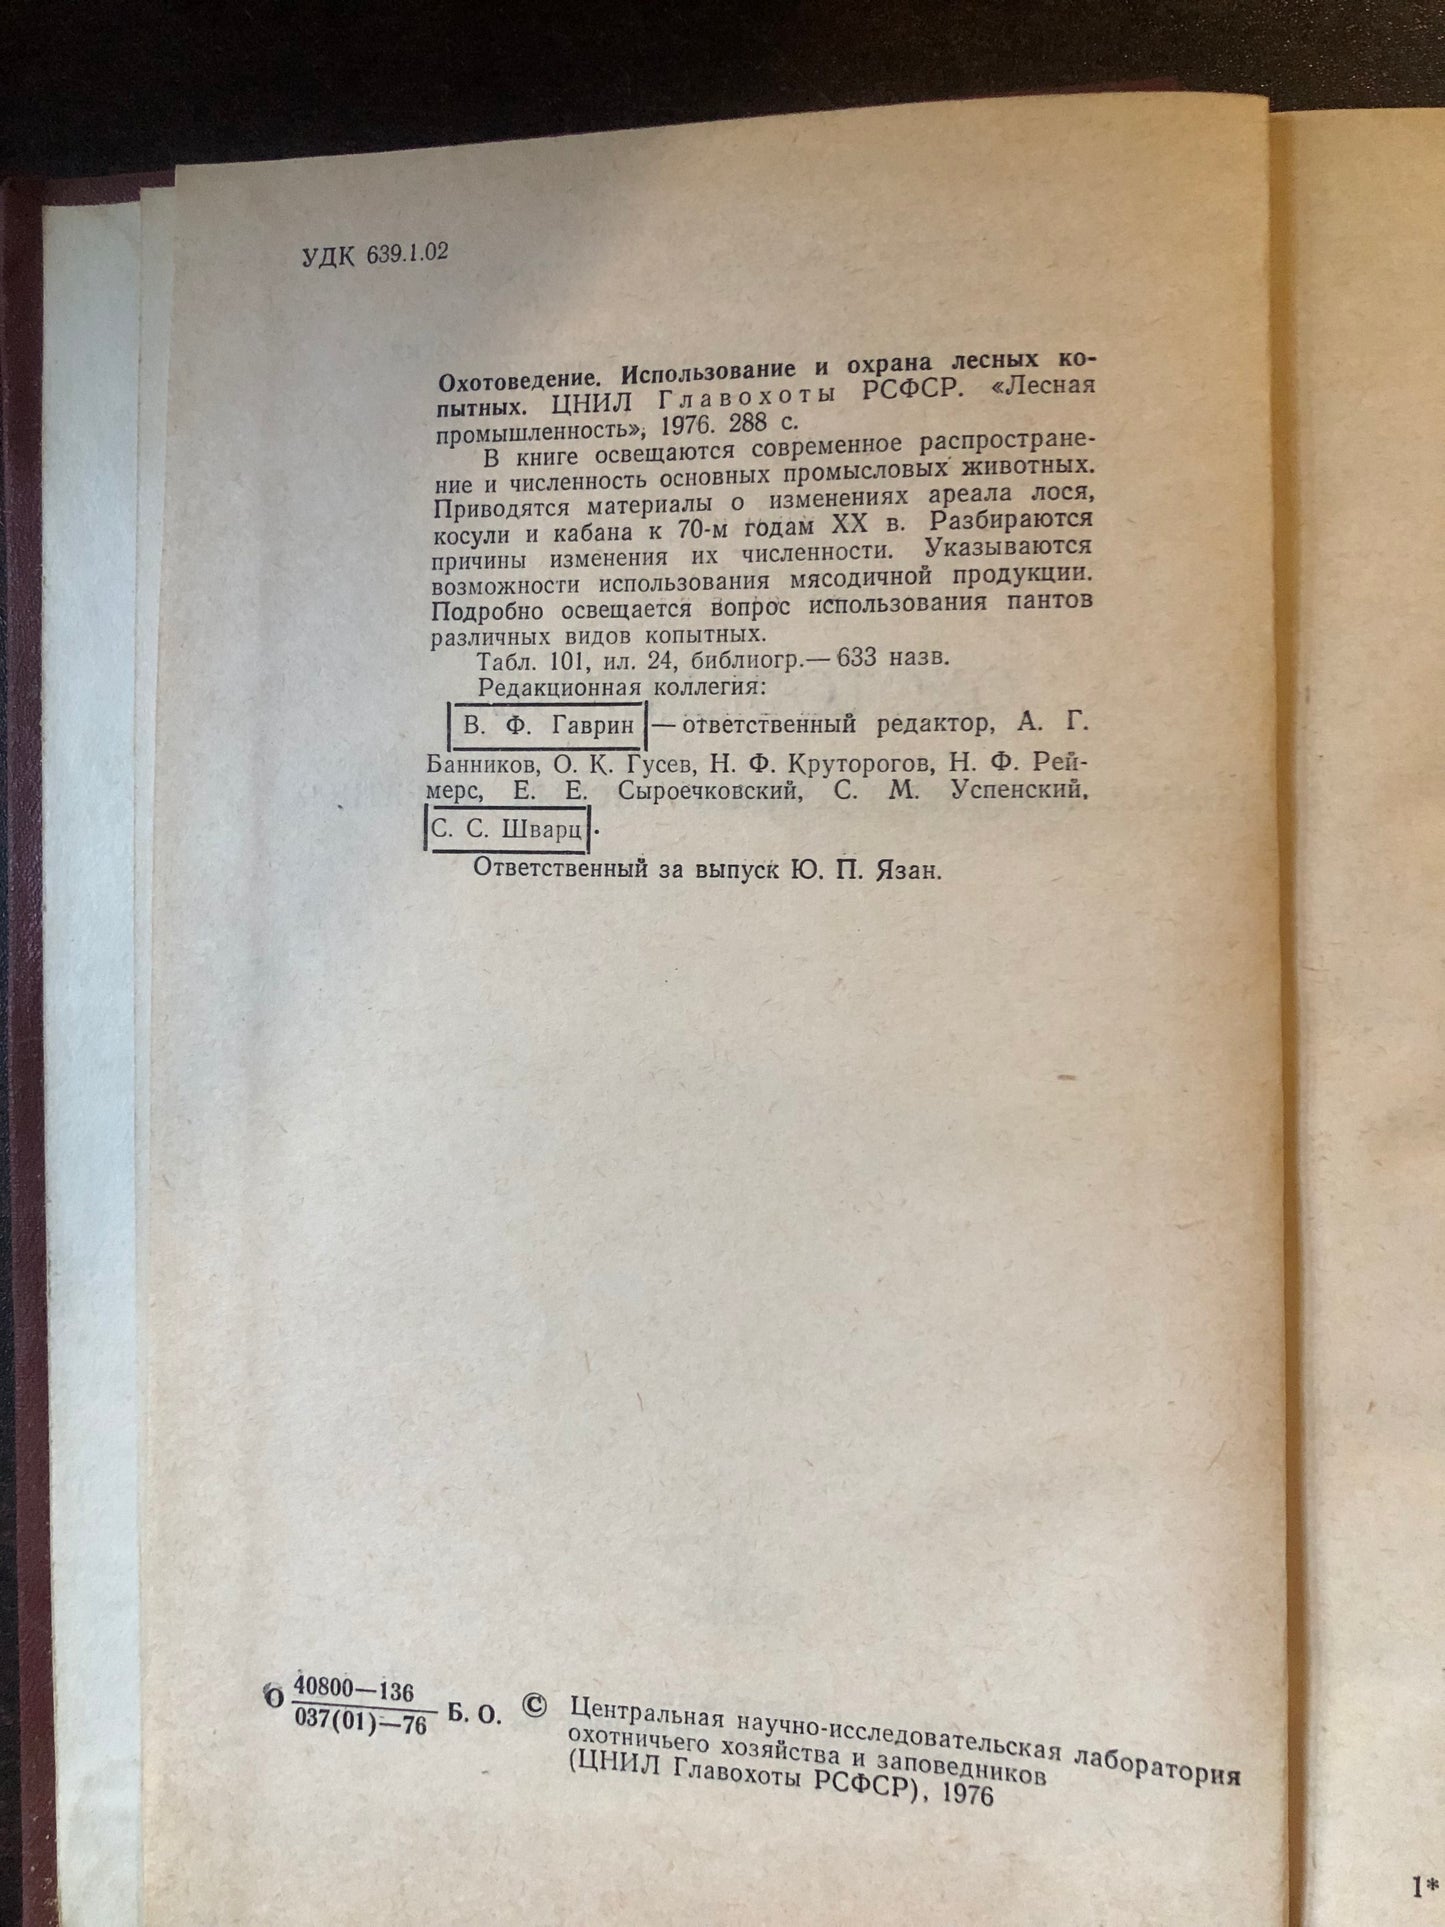 УДК 639.1.02
Охотоведение. Использование и охрана лесных ко-
пытных. ЦНИЛ Главохоты РСФСР. «Лесная
промышленность», 1976. 288 с.
В книге освещаются современное распростране-
ние и численность основных промысловых животных.
Приводятся материалы о изменениях ареала лося,
косули и кабана к 70-м годам XX в. Разбираются
причины изменения их численности. Указываются
возможности использования мясодичной продукции.
Подробно освещается вопрос использования пантов
различных видов копытных.
Табл. 101, ил. 24, библиогр.— 633 назв.
Редакционная коллегия:
В. Ф. Гаврин — ответственный редактор, А. Г.
Банников, О. К. Гусев, Н. Ф. Круторогов, Н. Ф. Рей-
мерс, Е. Е. Сыроечковский, С. М. Успенский,
С. С. Шварц.
Ответственный за выпуск Ю. П. Язан.
О 40800—136
037(01)—76 Б. О.
© Центральная научно-исследовательская лаборатория
охотничьего хозяйства и заповедников
(ЦНИЛ Главохоты РСФСР), 1976
1*